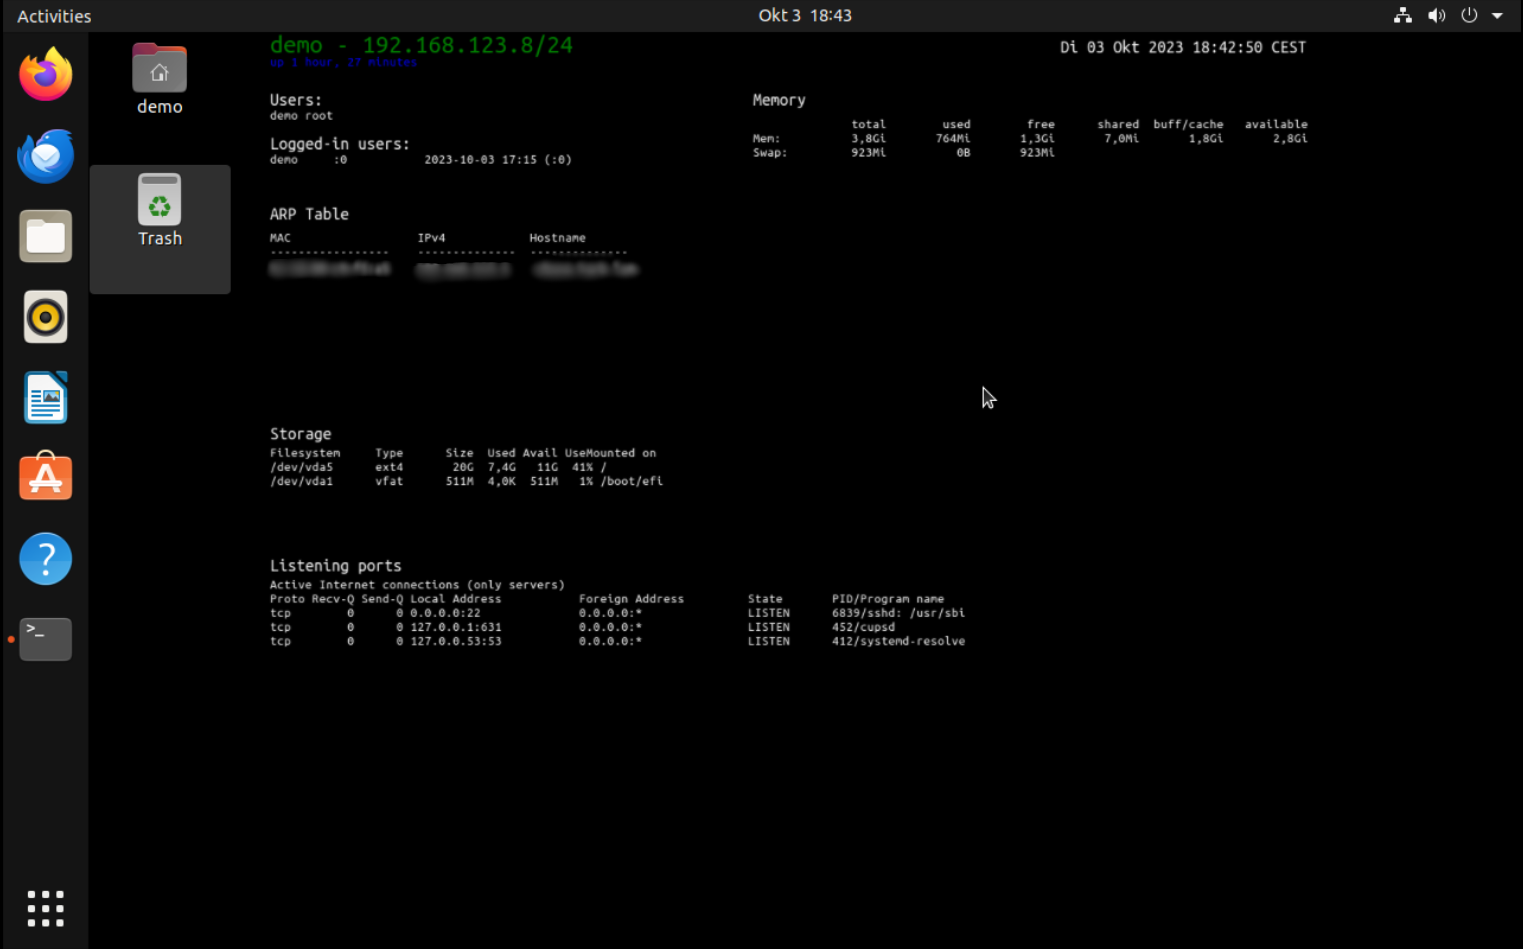 Activities
Okt 3 18:43
demo
Trash
>_
demo - 192.168.123.8/24
up 1 hour, 27 minutes
Di 03 Okt 2023 18:42:50 CEST
Users:
demo root
Logged-in users:
demo :0 2023-10-03 17:15 (:0)
Memory
total used free shared buff/cache available
Mem: 3,8Gi 764Mi 1,3Gi 7,0Mi 1,8Gi 2,8Gi
Swap: 923Mi 0B 923Mi
ARP Table
MAC IPv4 Hostname
----------------- -------------- --------------
Storage
Filesystem Type Size Used Avail UseMounted on
/dev/vda5 ext4 20G 7,4G 11G 41% /
/dev/vda1 vfat 511M 4,0K 511M 1% /boot/efi
Listening ports
Active Internet connections (only servers)
Proto Recv-Q Send-Q Local Address Foreign Address State PID/Program name
tcp 0 0 0.0.0.0:22 0.0.0.0:* LISTEN 6839/sshd: /usr/sbi
tcp 0 0 127.0.0.1:631 0.0.0.0:* LISTEN 452/cupsd
tcp 0 0 127.0.0.53:53 0.0.0.0:* LISTEN 412/systemd-resolve